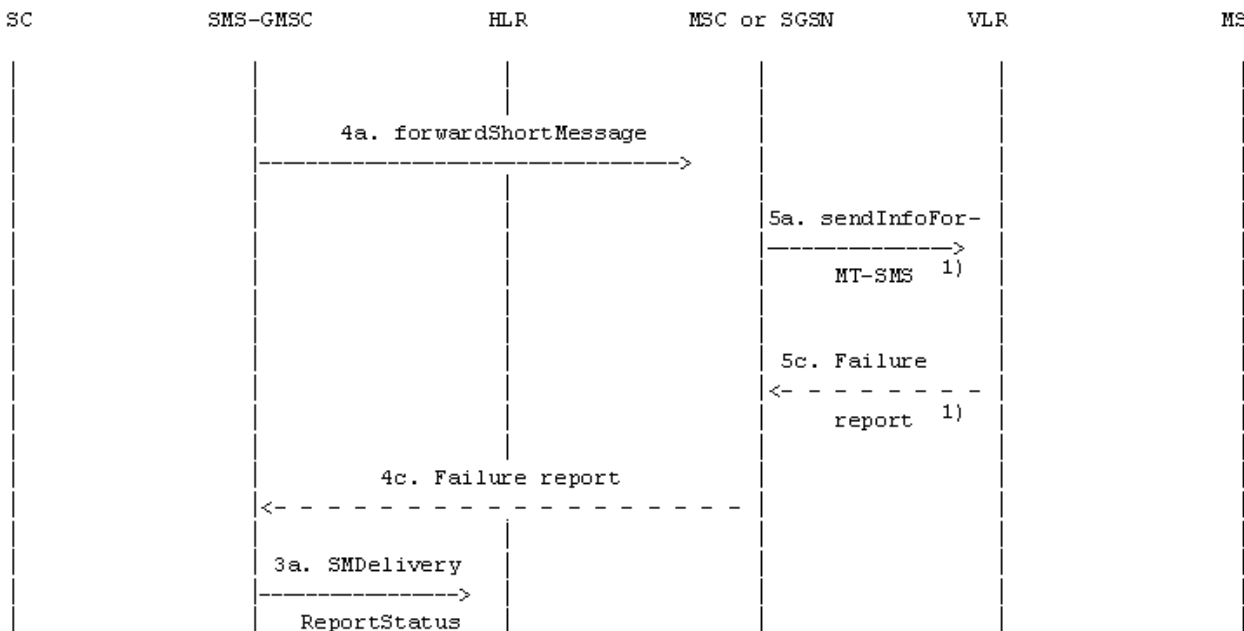 SC SMS-GMSC HLR MSC or SGSN VLR MS
4a. forwardShortMessage
5a. sendInfoFor-
MT-SMS 1)
5c. Failure
report 1)
4c. Failure report
3a. SMDelivery
ReportStatus